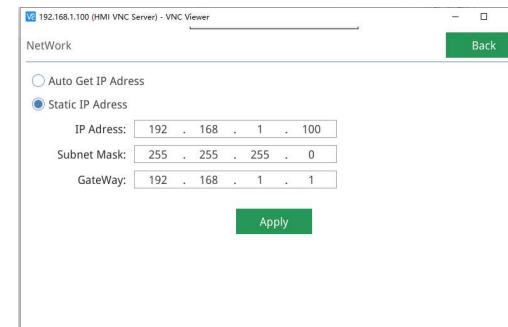 V2 192.168.1.100 (HMI VNC Server) - VNC Viewer
NetWork Back
Auto Get IP Adress
Static IP Adress
IP Adress: 192 . 168 . 1 . 100
Subnet Mask: 255 . 255 . 255 . 0
GateWay: 192 . 168 . 1 . 1
Apply